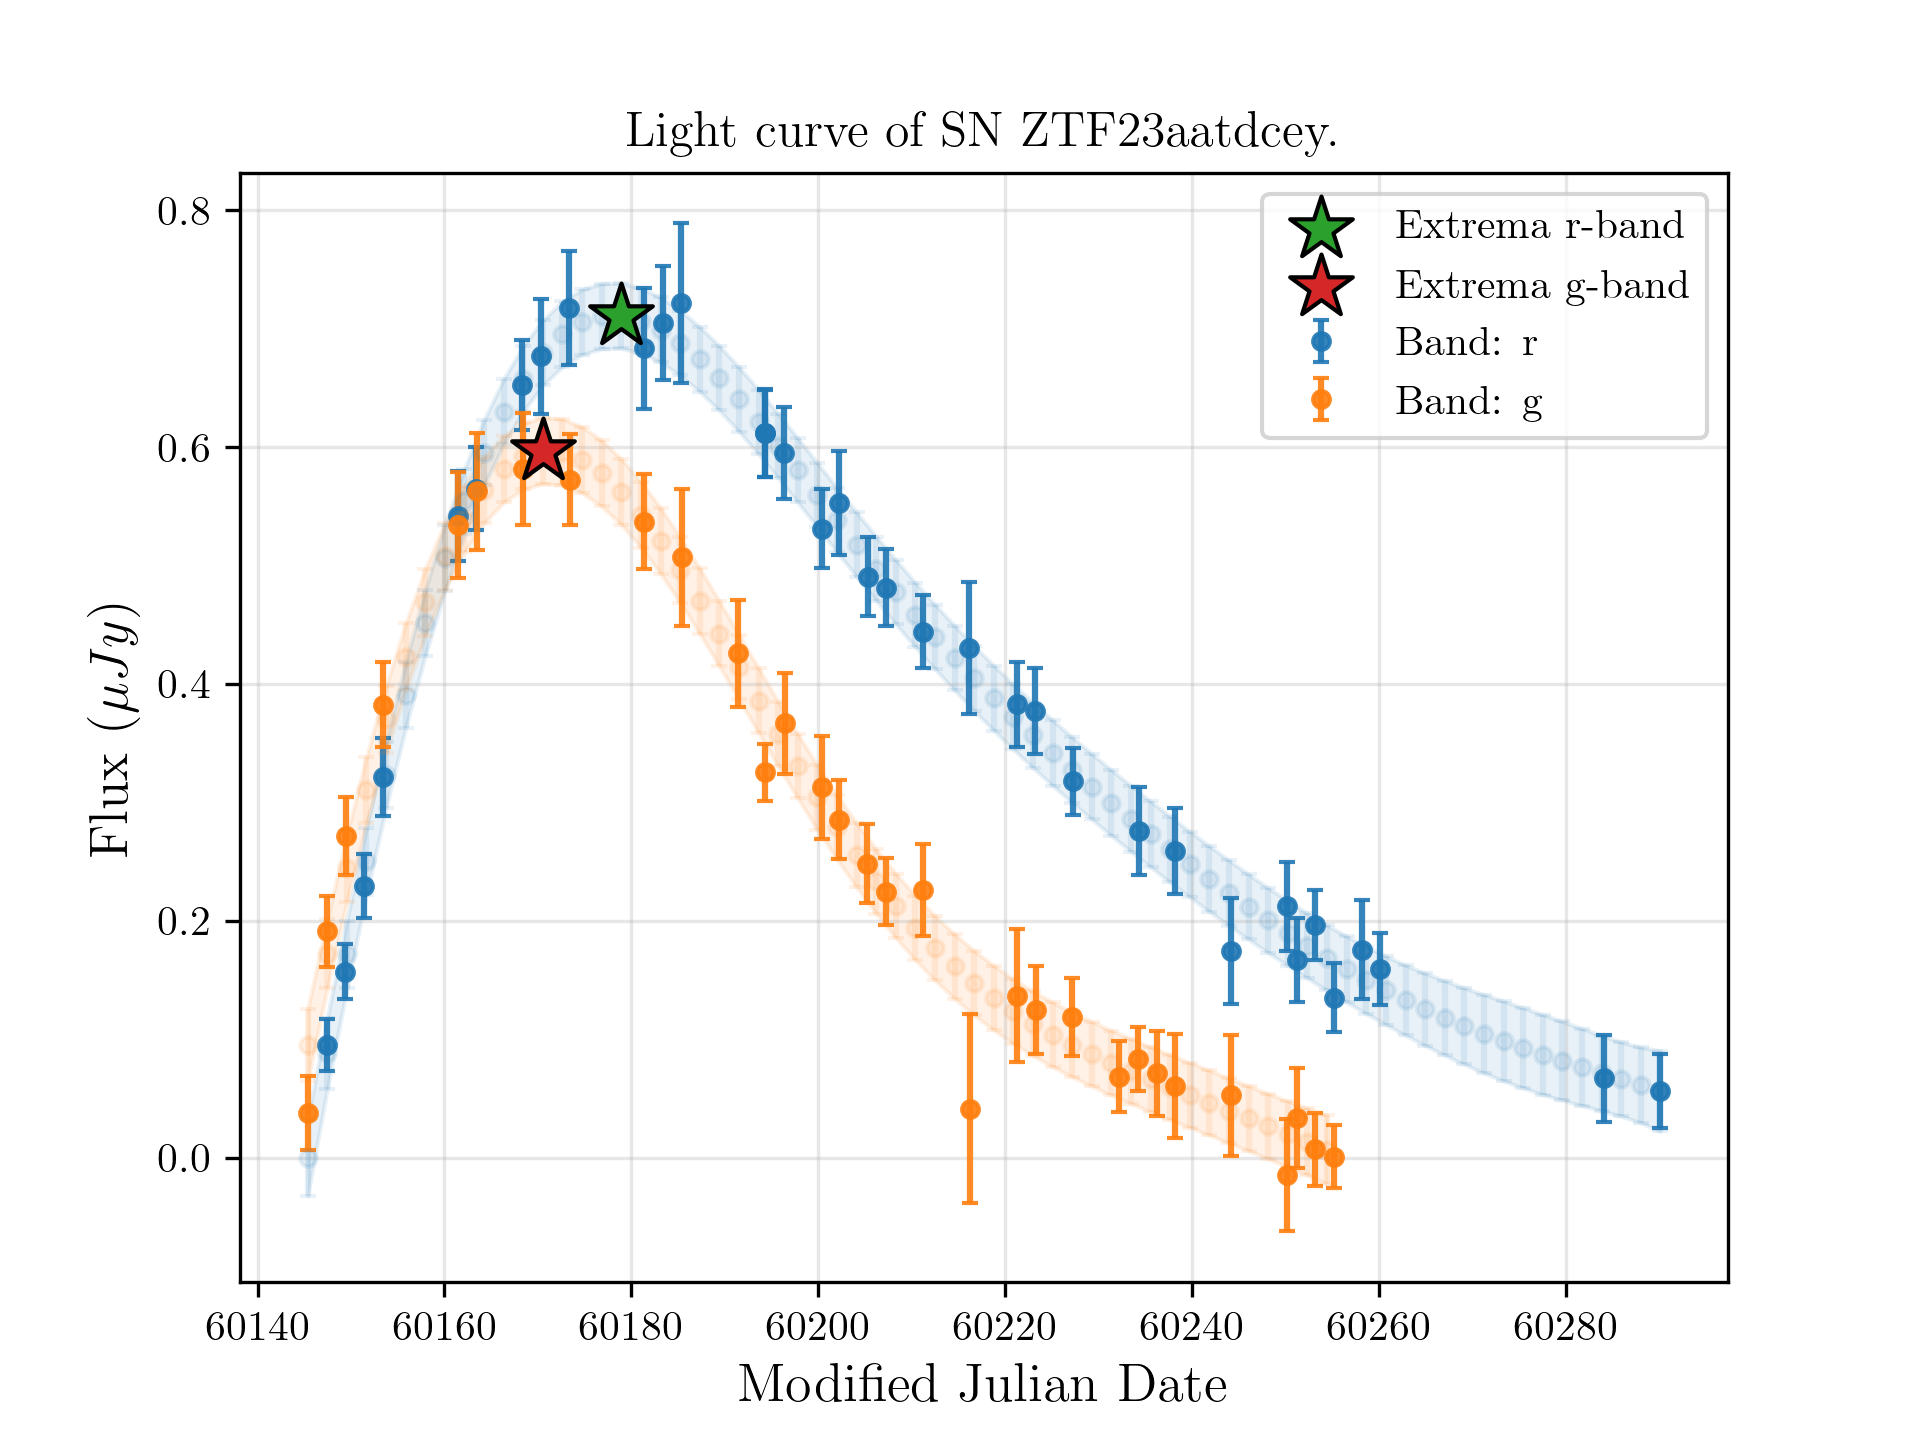 Light curve of SN ZTF23aatdcey.
Extrema r-band
Extrema g-band
Band: r
Band: g
0.8
0.6
0.4
0.2
0.0
Flux (μJy)
60140 60160 60180 60200 60220 60240 60260 60280
Modified Julian Date